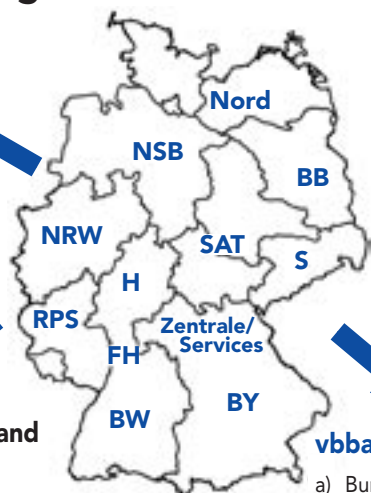 g
Nord
NSB
BB
NRW
SAT
S
H
RPS
Zentrale/
Services
FH
BW
BY
and
vbba
a) Bu